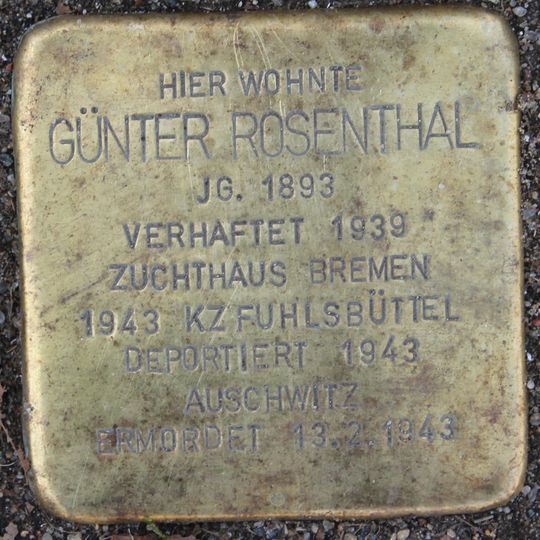 HIER WOHNTE
GÜNTER ROSENTHAL
JG. 1893
VERHAFTET 1939
ZUCHTHAUS BREMEN
1943 KZ FUHLSBÜTTEL
DEPORTIERT 1943
AUSCHWITZ
ERMORDET 13.2.1943